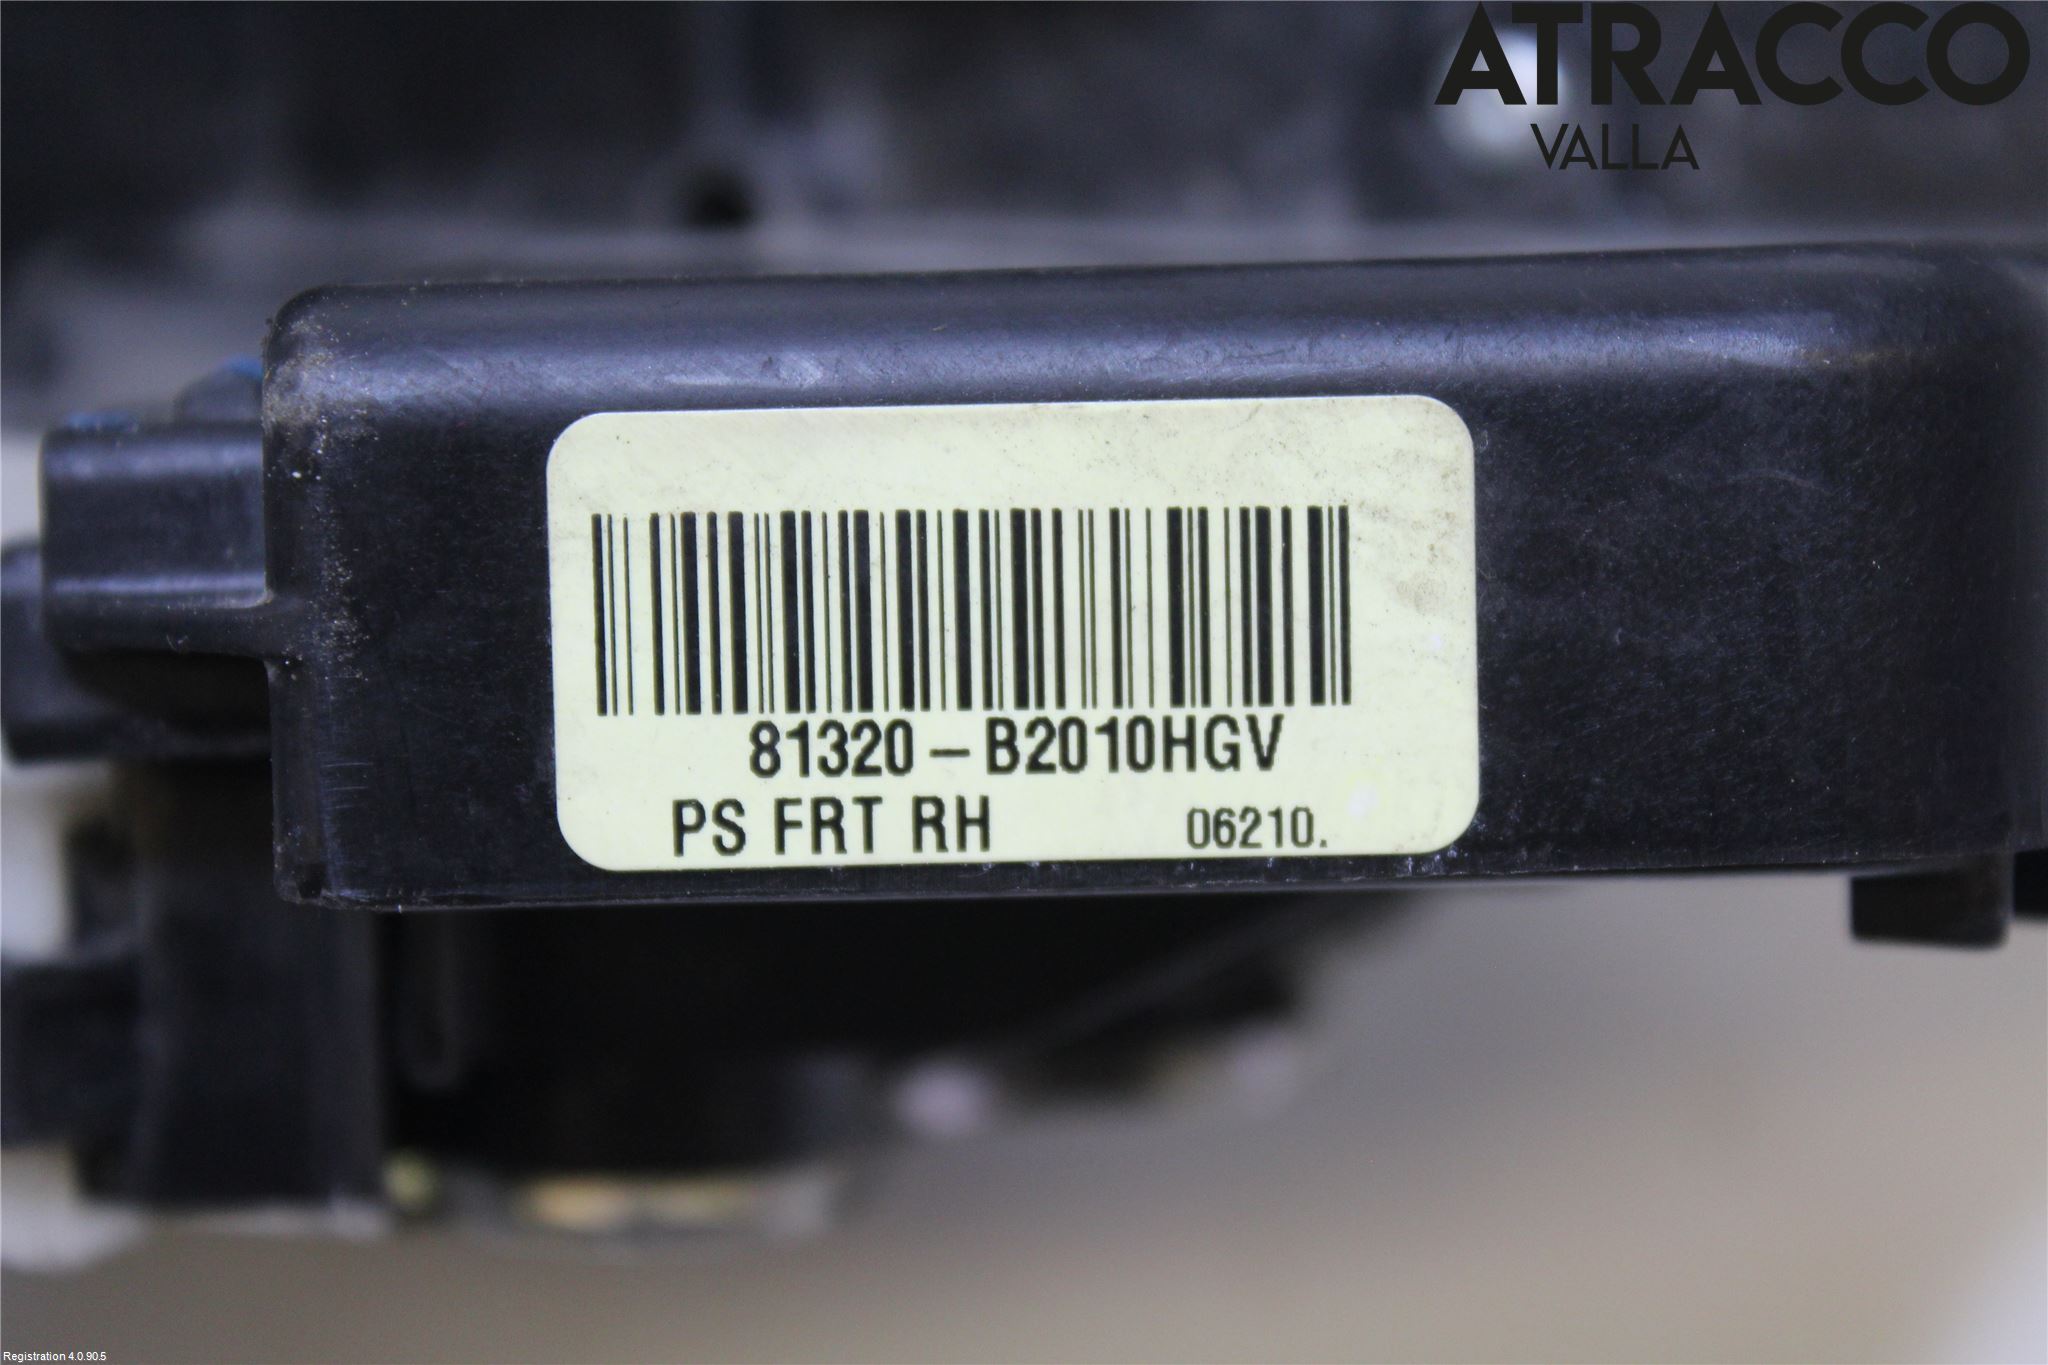 ATRACCO
VALLA
81320-B2010HGV
PS FRT RH 06210.
Registration 4.0.90.5